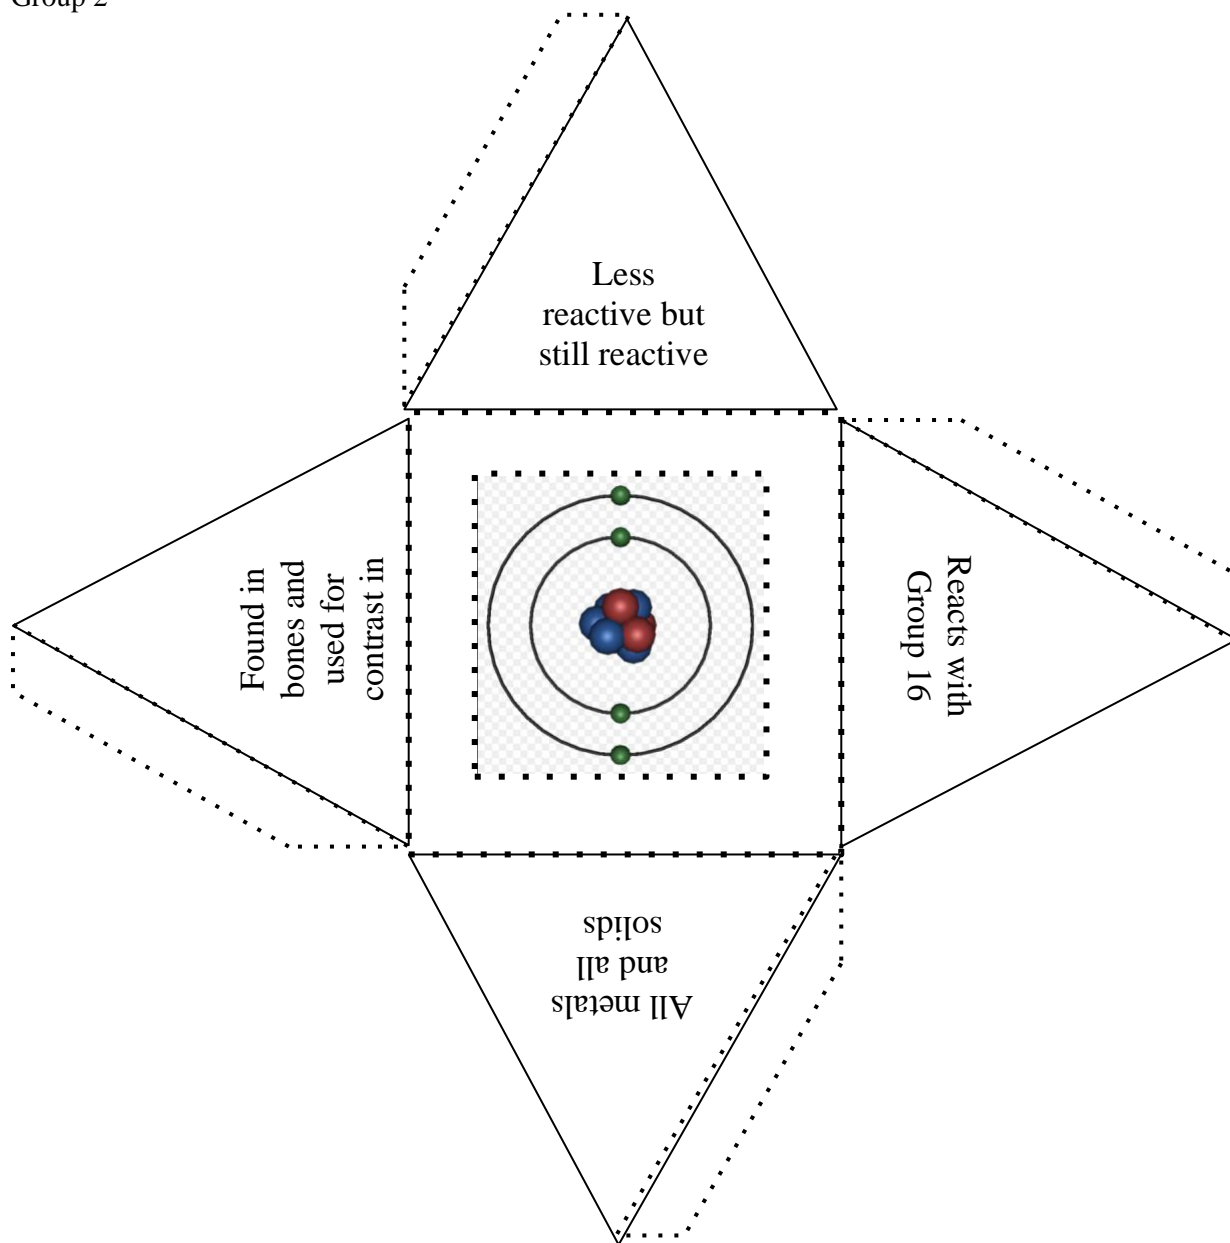 Group 2
Less
reactive but
still reactive
Found in
bones and
used for
contrast in
Reacts with
Group 16
All metals
and all
solids